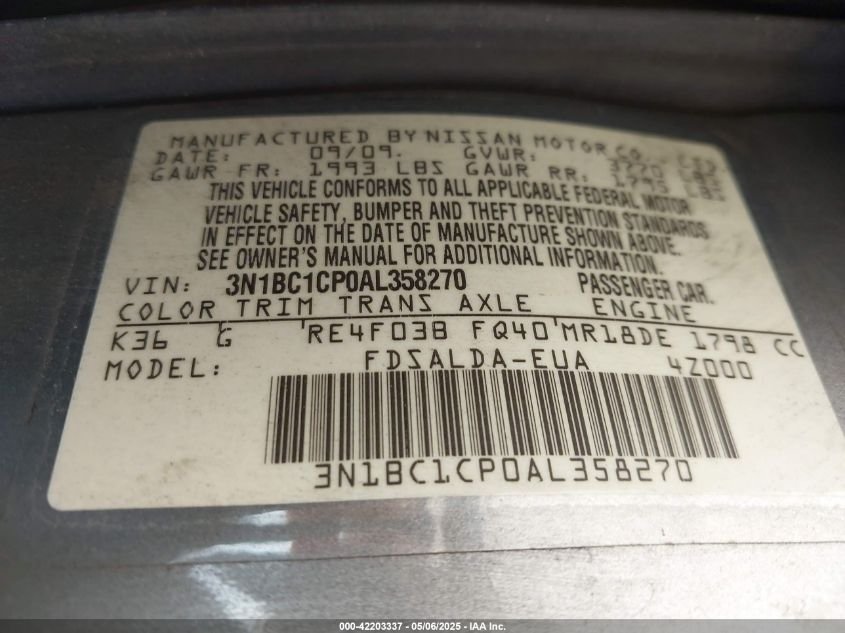 MANUFACTURED BY NISSAN MOTOR CO.
DATE: 09/09. GVWR: 3770
GAWR FR: 1993 LBS GAWR RR: 1795
THIS VEHICLE CONFORMS TO ALL APPLICABLE FEDERAL MOTOR
VEHICLE SAFETY, BUMPER AND THEFT PREVENTION STANDARDS
IN EFFECT ON THE DATE OF MANUFACTURE SHOWN ABOVE.
SEE OWNER'S MANUAL FOR ADDITIONAL INFORMATION.
VIN: 3N1BC1CP0AL358270 PASSENGER CAR.
COLOR TRIM TRANS AXLE ENGINE
K36 G RE4F03B FQ40 MR18DE 1798 CC
MODEL: FDSALDA-EUA 4Z000
3N1BC1CP0AL358270
000-42203337 - 05/06/2025 - IAA Inc.